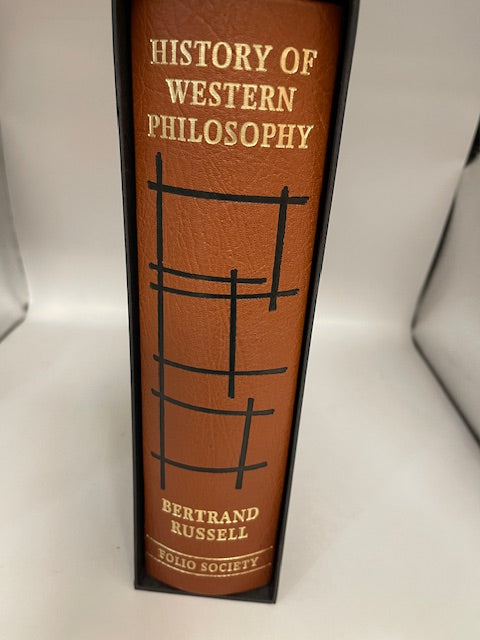 HISTORY OF
WESTERN
PHILOSOPHY
BERTRAND
RUSSELL
FOLIO SOCIETY